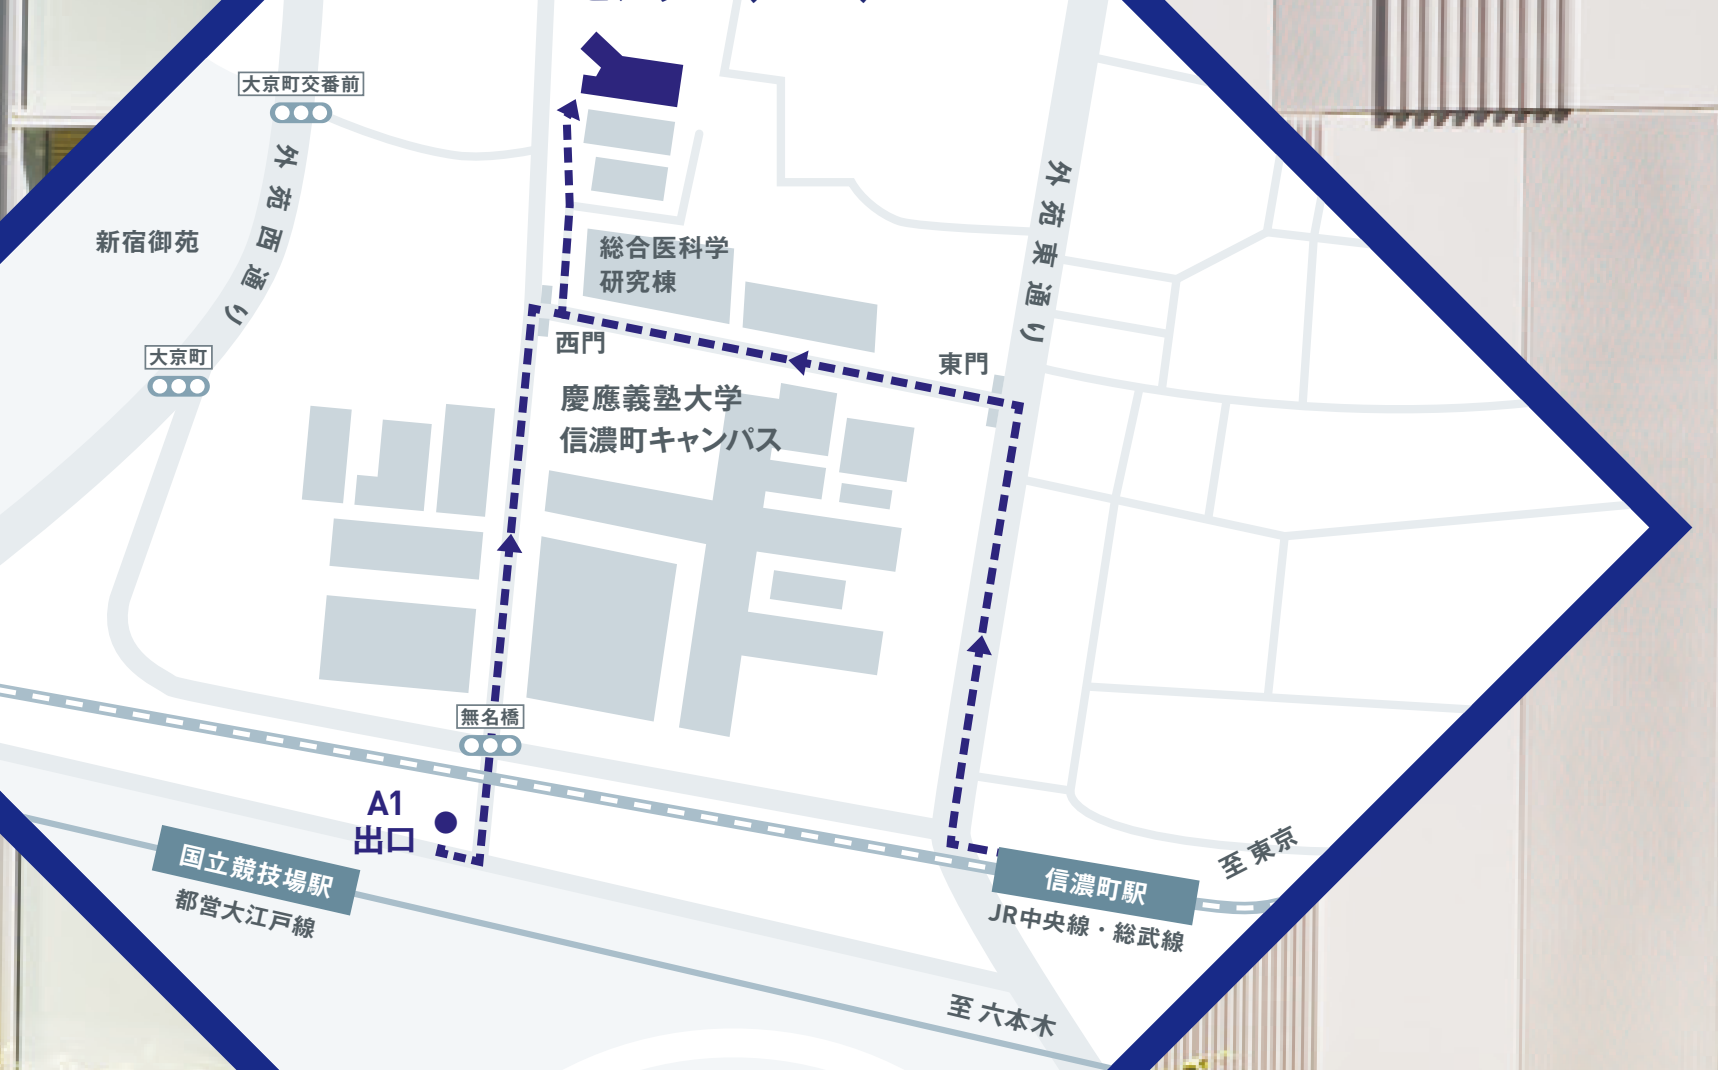 大京町交番前
外苑西通り
新宿御苑
大京町
外苑東通り
総合医科学
研究棟
西門
東門
慶應義塾大学
信濃町キャンパス
無名橋
A1
出口
国立競技場駅
都営大江戸線
信濃町駅
JR中央線・総武線
至 東京
至 六本木